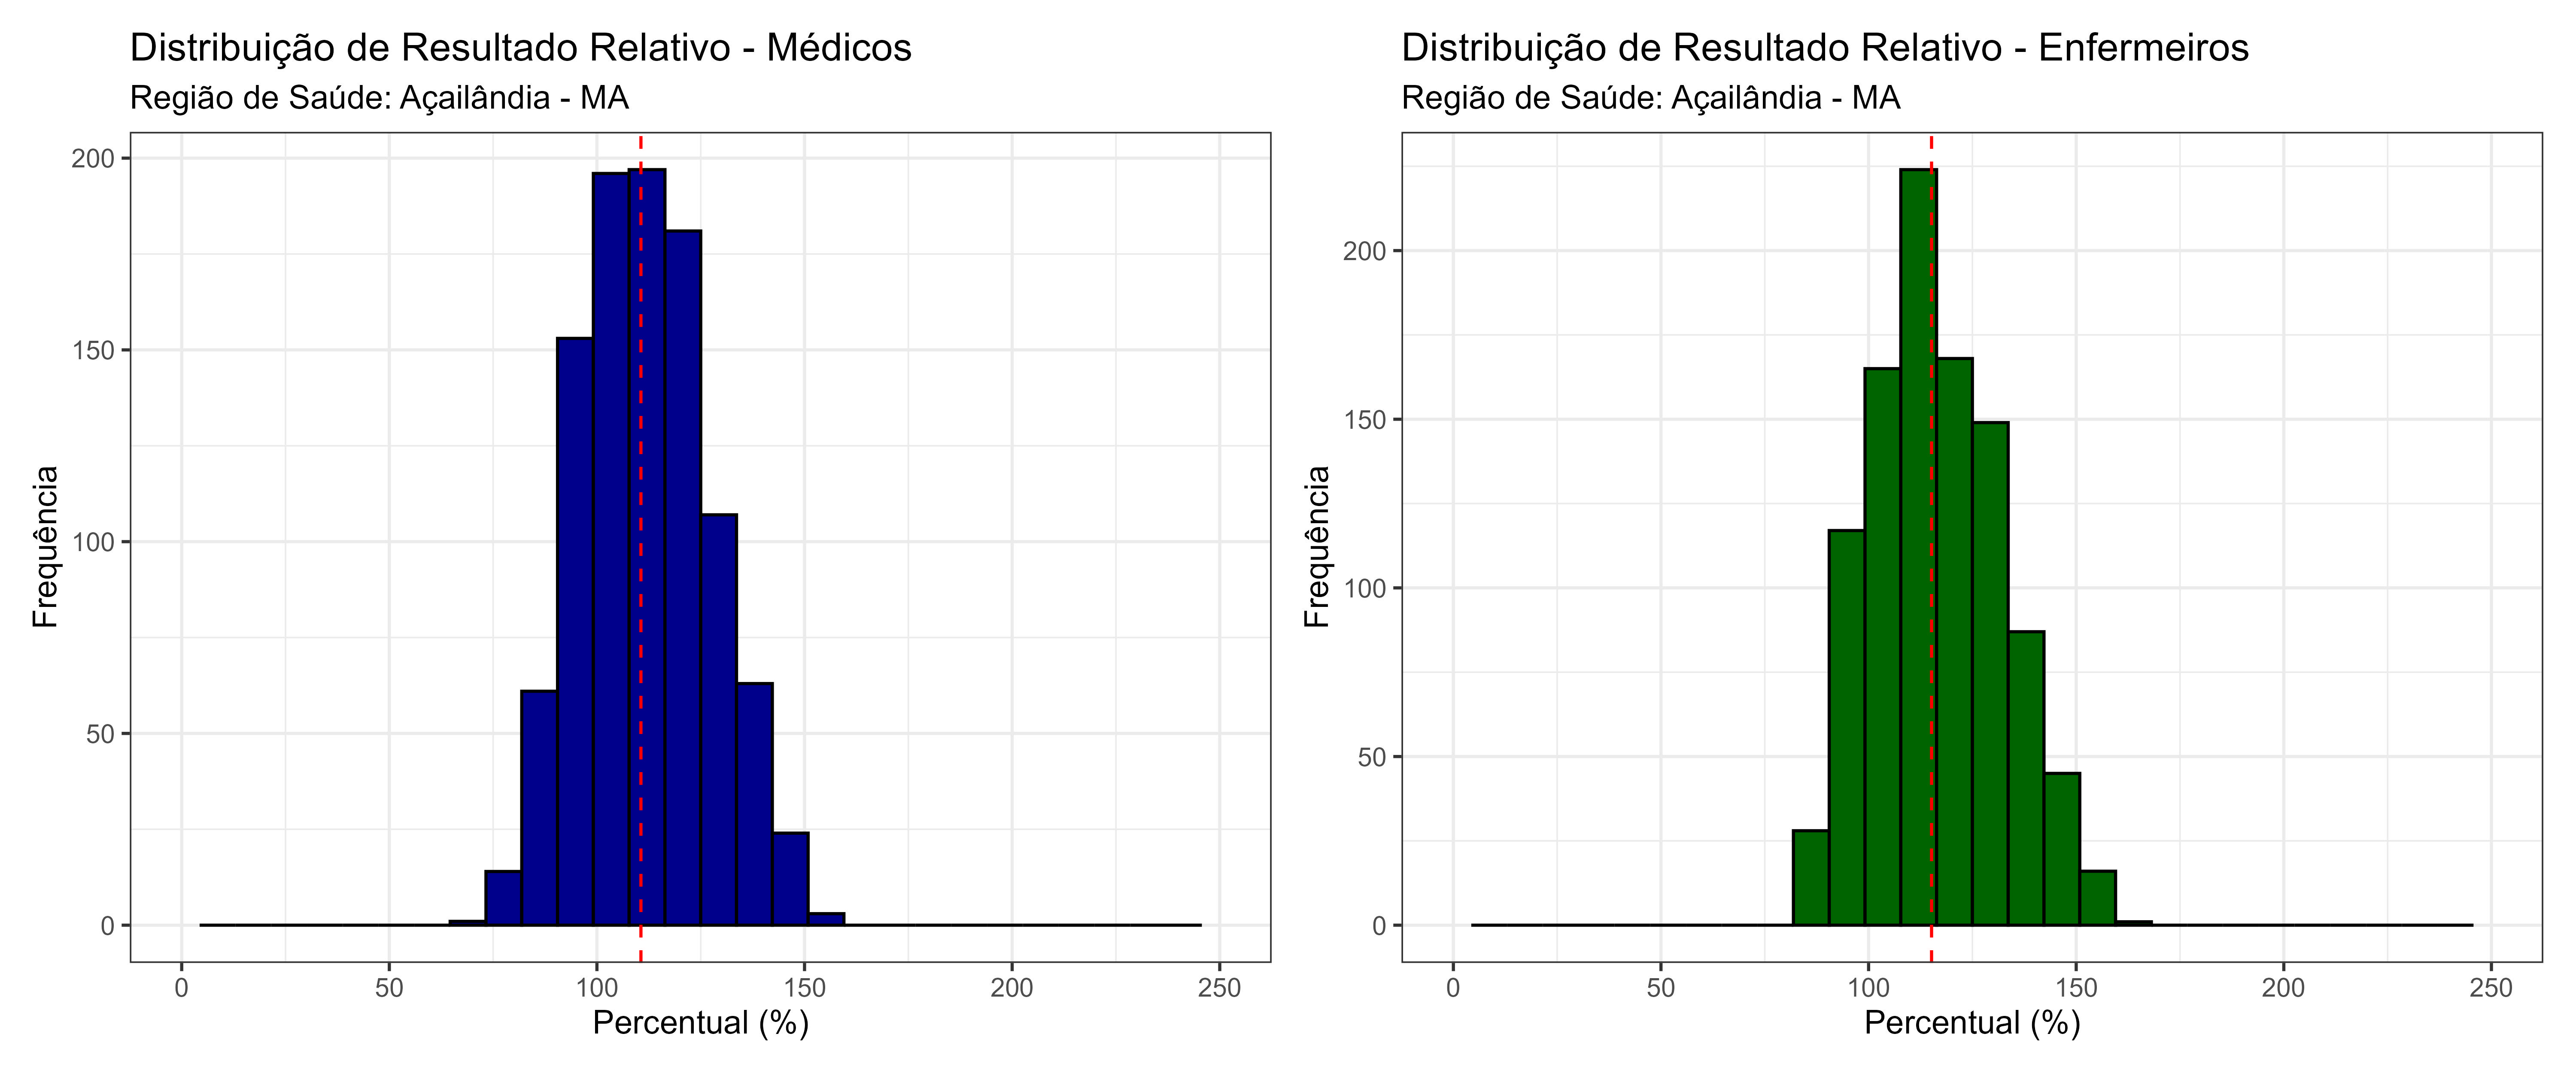 Distribuição de Resultado Relativo - Médicos
Região de Saúde: Açailândia - MA
200
150
100
50
0
Frequência
0 50 100 150 200 250
Percentual (%)
Distribuição de Resultado Relativo - Enfermeiros
Região de Saúde: Açailândia - MA
200
150
100
50
0
Frequência
0 50 100 150 200 250
Percentual (%)